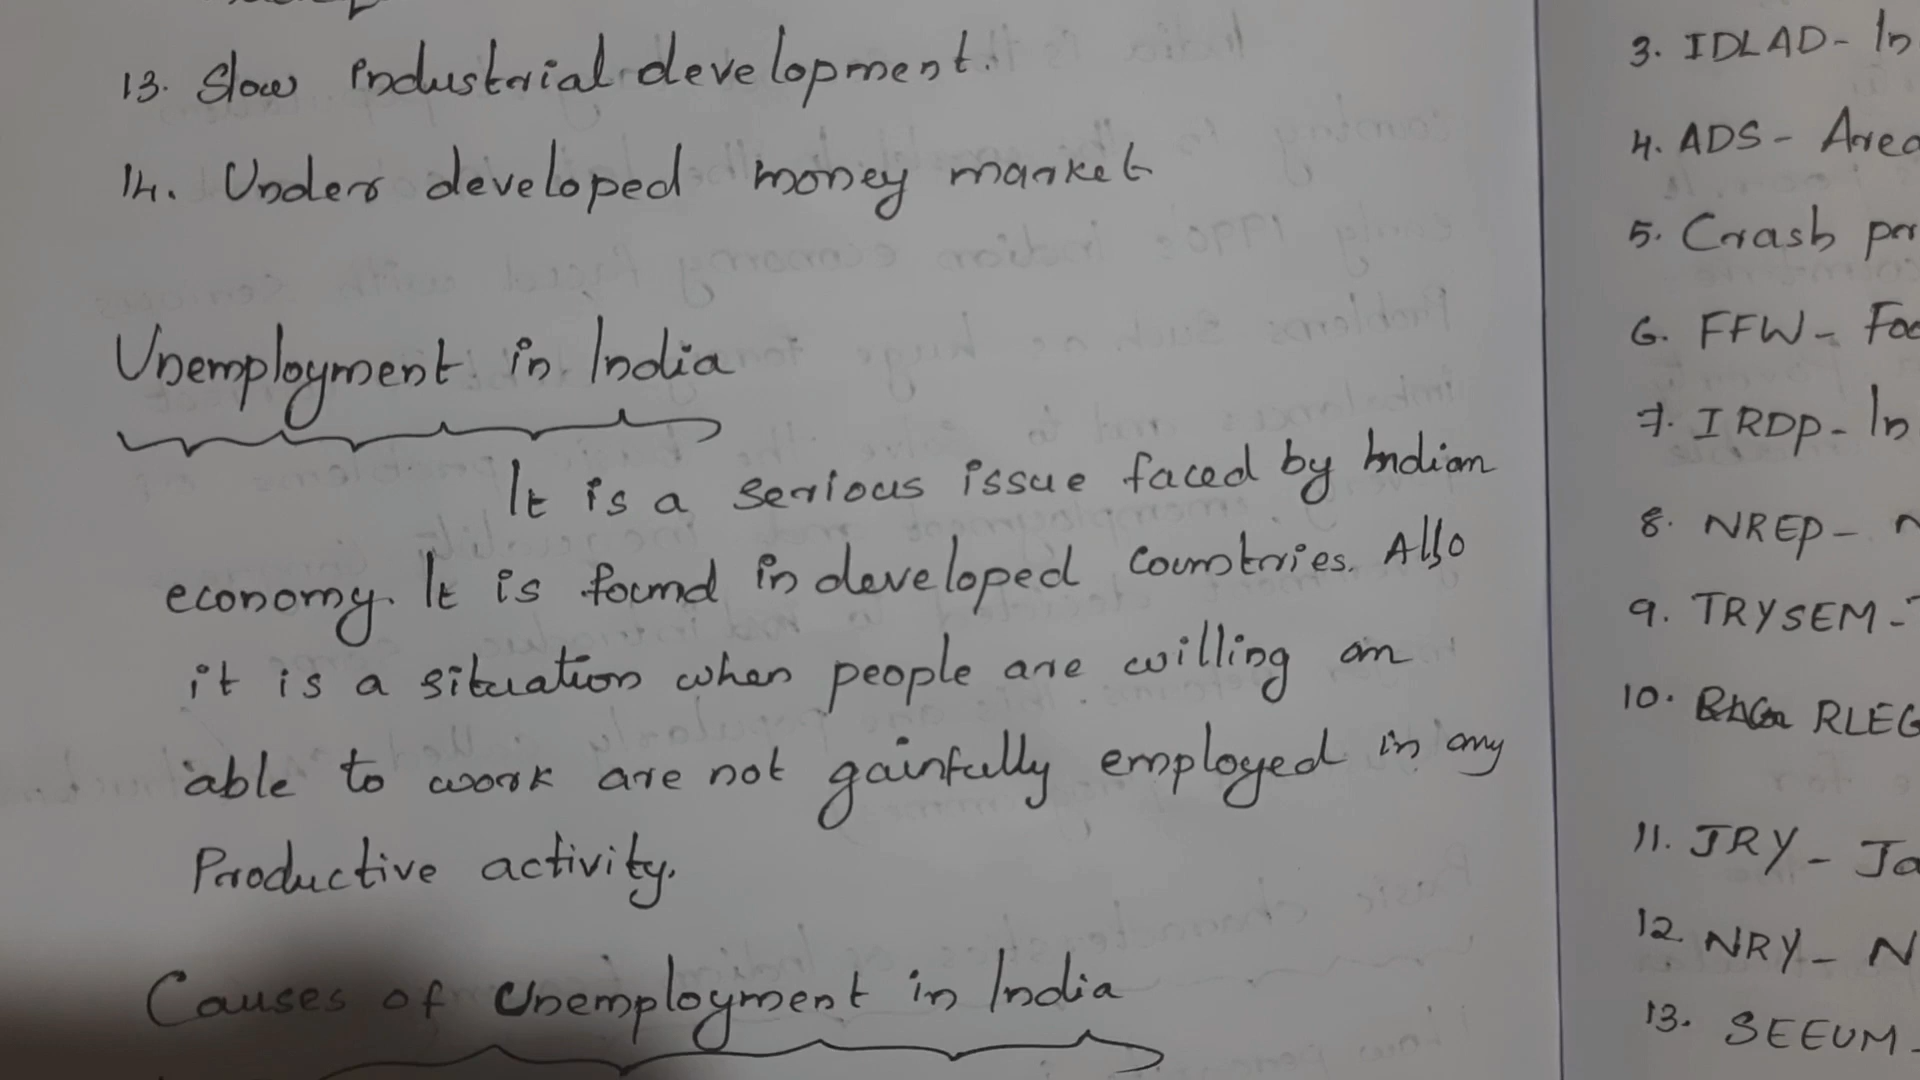 13. Slow industrial development.
14. Under developed money market
Unemployment in India
It is a serious issue faced by Indian
economy. It is found in developed countries. Also
it is a situation when people are willing an
able to work are not gainfully employed in any
Productive activity.
Causes of Unemployment in India
3. IDLAD - In
4. ADS - Area
5. Crash pr
6. FFW - Foo
7. IRDP - In
8. NREP - N
9. TRYSEM - T
10. RLEG
11. JRY - Ja
12. NRY - N
13. SEEUM -